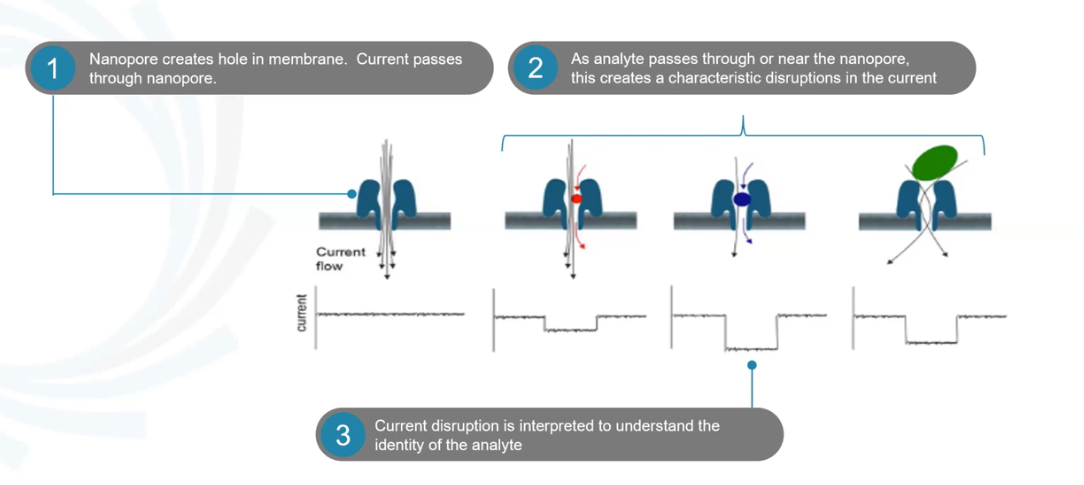 1
Nanopore creates hole in membrane.  Current passes
through nanopore.
2
As analyte passes through or near the nanopore,
this creates a characteristic disruptions in the current
Current
flow
current
3
Current disruption is interpreted to understand the
identity of the analyte